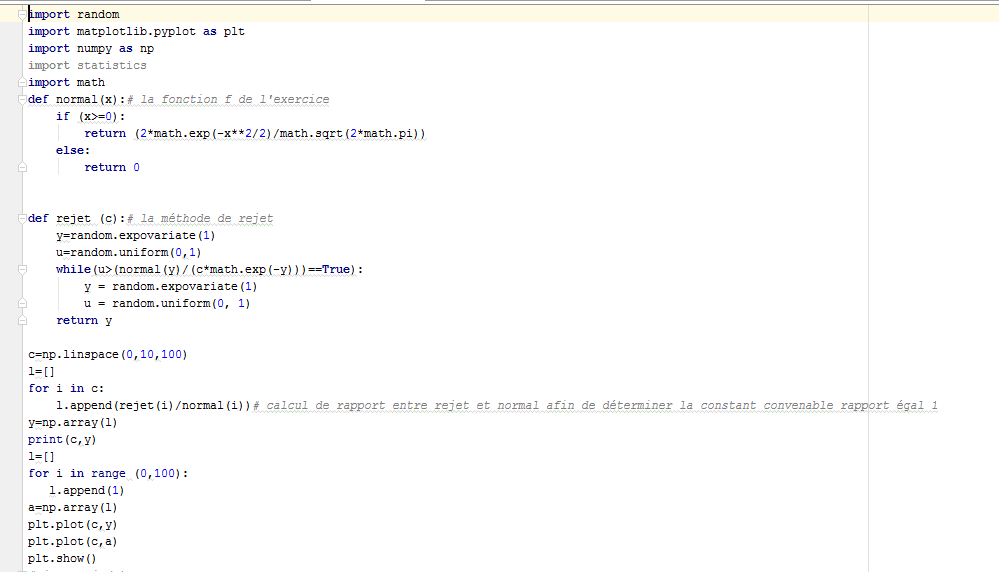 import random
import matplotlib.pyplot as plt
import numpy as np
import statistics
import math
def normal(x):# la fonction f de l'exercice
    if (x>=0):
        return (2*math.exp(-x**2/2)/math.sqrt(2*math.pi))
    else:
        return 0
def rejet (c):# la méthode de rejet
    y=random.expovariate(1)
    u=random.uniform(0,1)
    while(u>(normal(y)/(c*math.exp(-y)))==True):
        y = random.expovariate(1)
        u = random.uniform(0, 1)
    return y
c=np.linspace(0,10,100)
l=[]
for i in c:
    l.append(rejet(i)/normal(i))# calcul de rapport entre rejet et normal afin de déterminer la constant convenable rapport égal 1
y=np.array(l)
print(c,y)
l=[]
for i in range (0,100):
   l.append(1)
a=np.array(l)
plt.plot(c,y)
plt.plot(c,a)
plt.show()